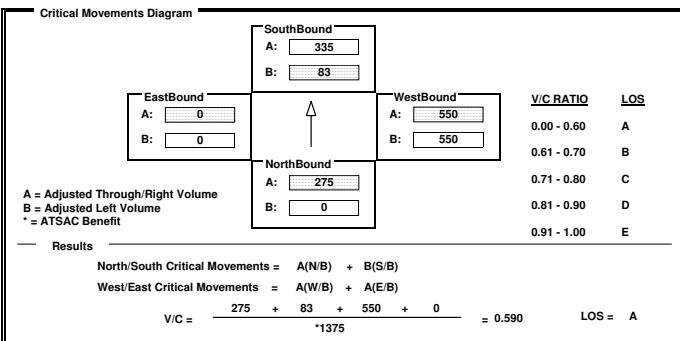 Critical Movements Diagram
SouthBound
A: 335
B: 83
EastBound
A: 0
B: 0
WestBound
A: 550
B: 550
NorthBound
A: 275
B: 0
V/C RATIO LOS
0.00 - 0.60 A
0.61 - 0.70 B
0.71 - 0.80 C
0.81 - 0.90 D
0.91 - 1.00 E
A = Adjusted Through/Right Volume
B = Adjusted Left Volume
* = ATSAC Benefit
Results
North/South Critical Movements = A(N/B) + B(S/B)
West/East Critical Movements = A(W/B) + A(E/B)
V/C = 275 + 83 + 550 + 0 = 0.590 LOS = A
*1375